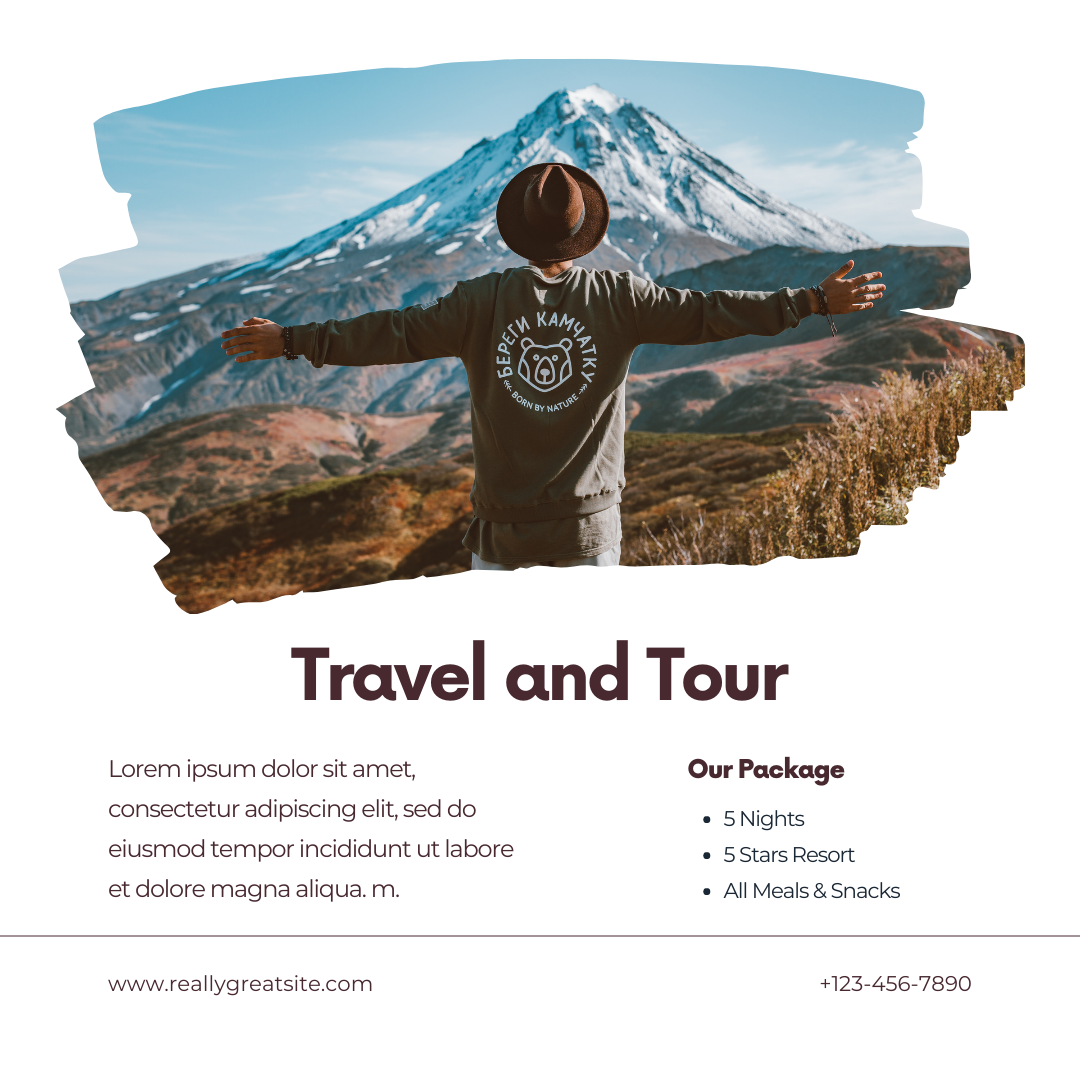 БЕРЕГИ КАМЧАТКУ
BORN BY NATURE
Travel and Tour
Lorem ipsum dolor sit amet,
consectetur adipiscing elit, sed do
eiusmod tempor incididunt ut labore
et dolore magna aliqua. m.
Our Package
• 5 Nights
• 5 Stars Resort
• All Meals & Snacks
www.reallygreatsite.com
+123-456-7890